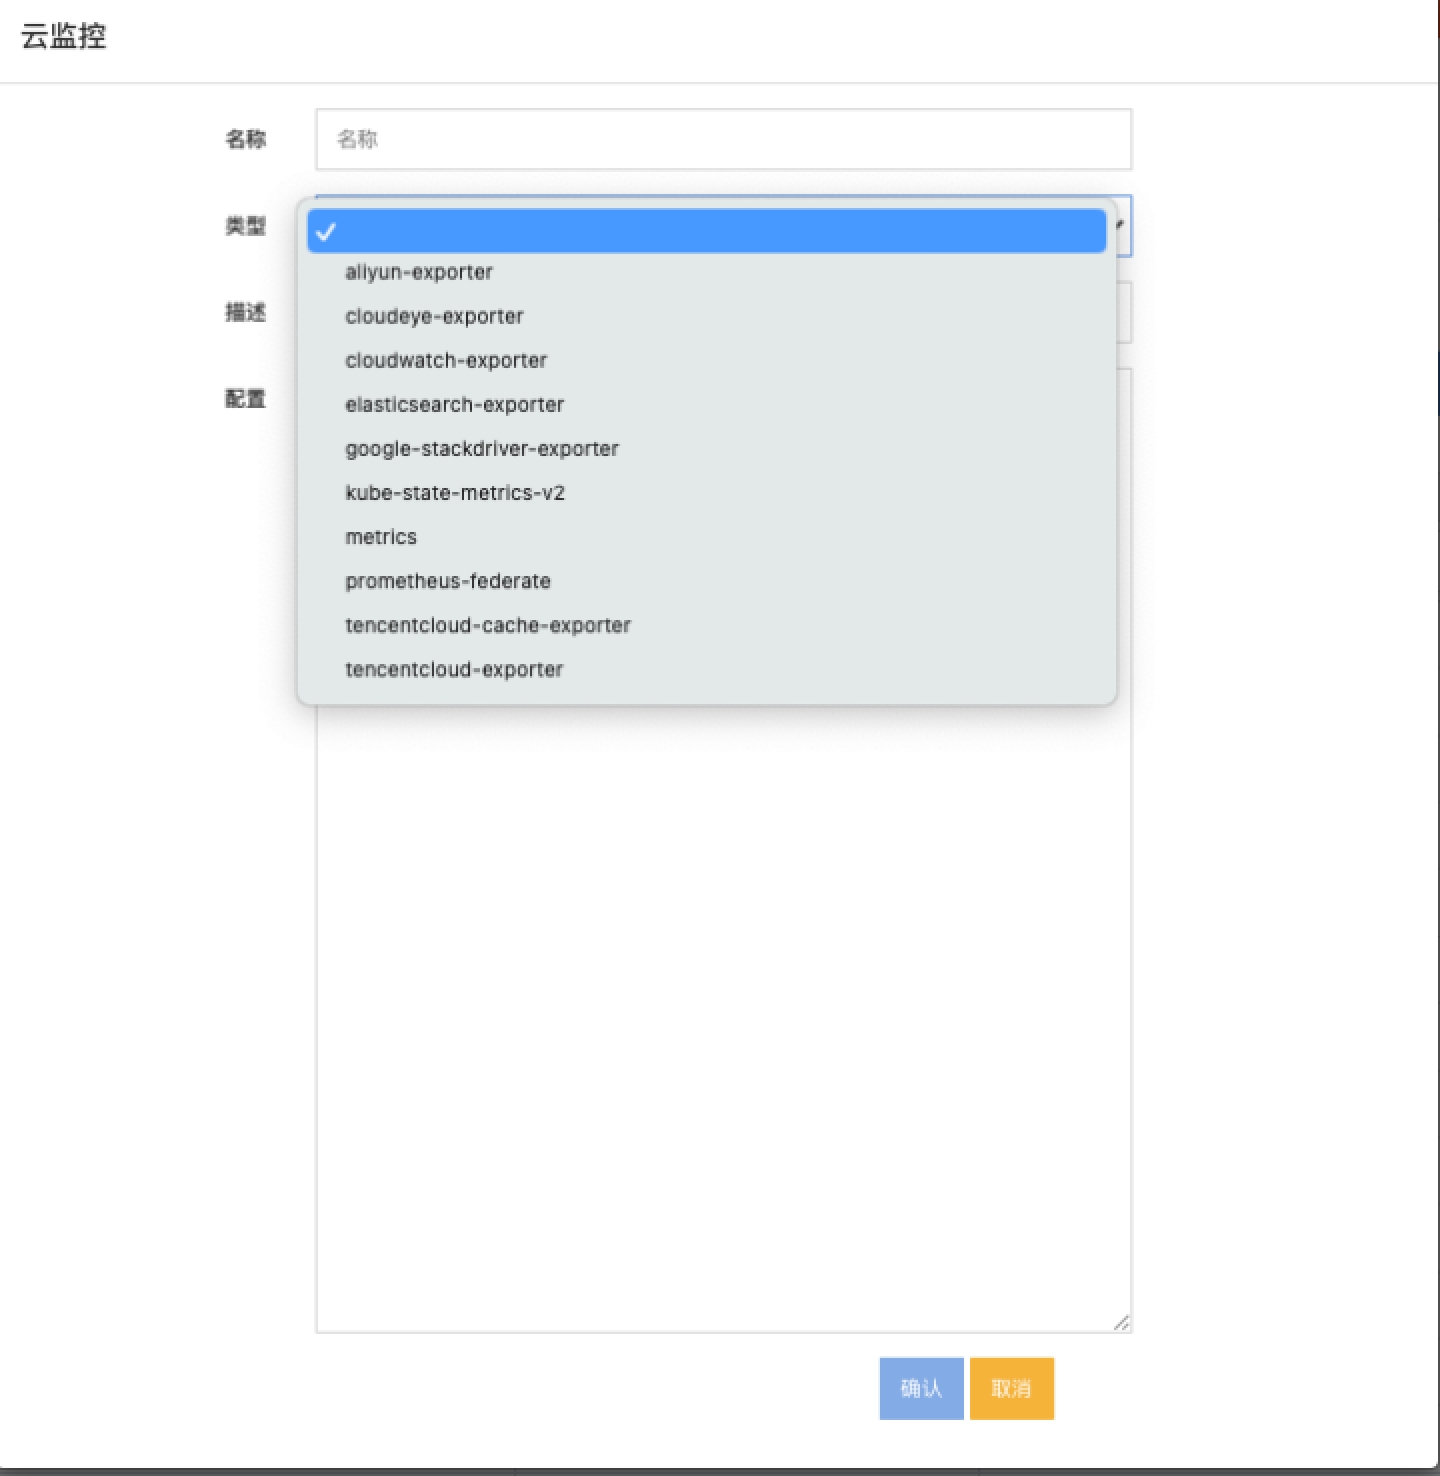 云监控
名称
名称
类型
aliyun-exporter
描述
cloudeye-exporter
cloudwatch-exporter
配置
elasticsearch-exporter
google-stackdriver-exporter
kube-state-metrics-v2
metrics
prometheus-federate
tencentcloud-cache-exporter
tencentcloud-exporter
确认
取消